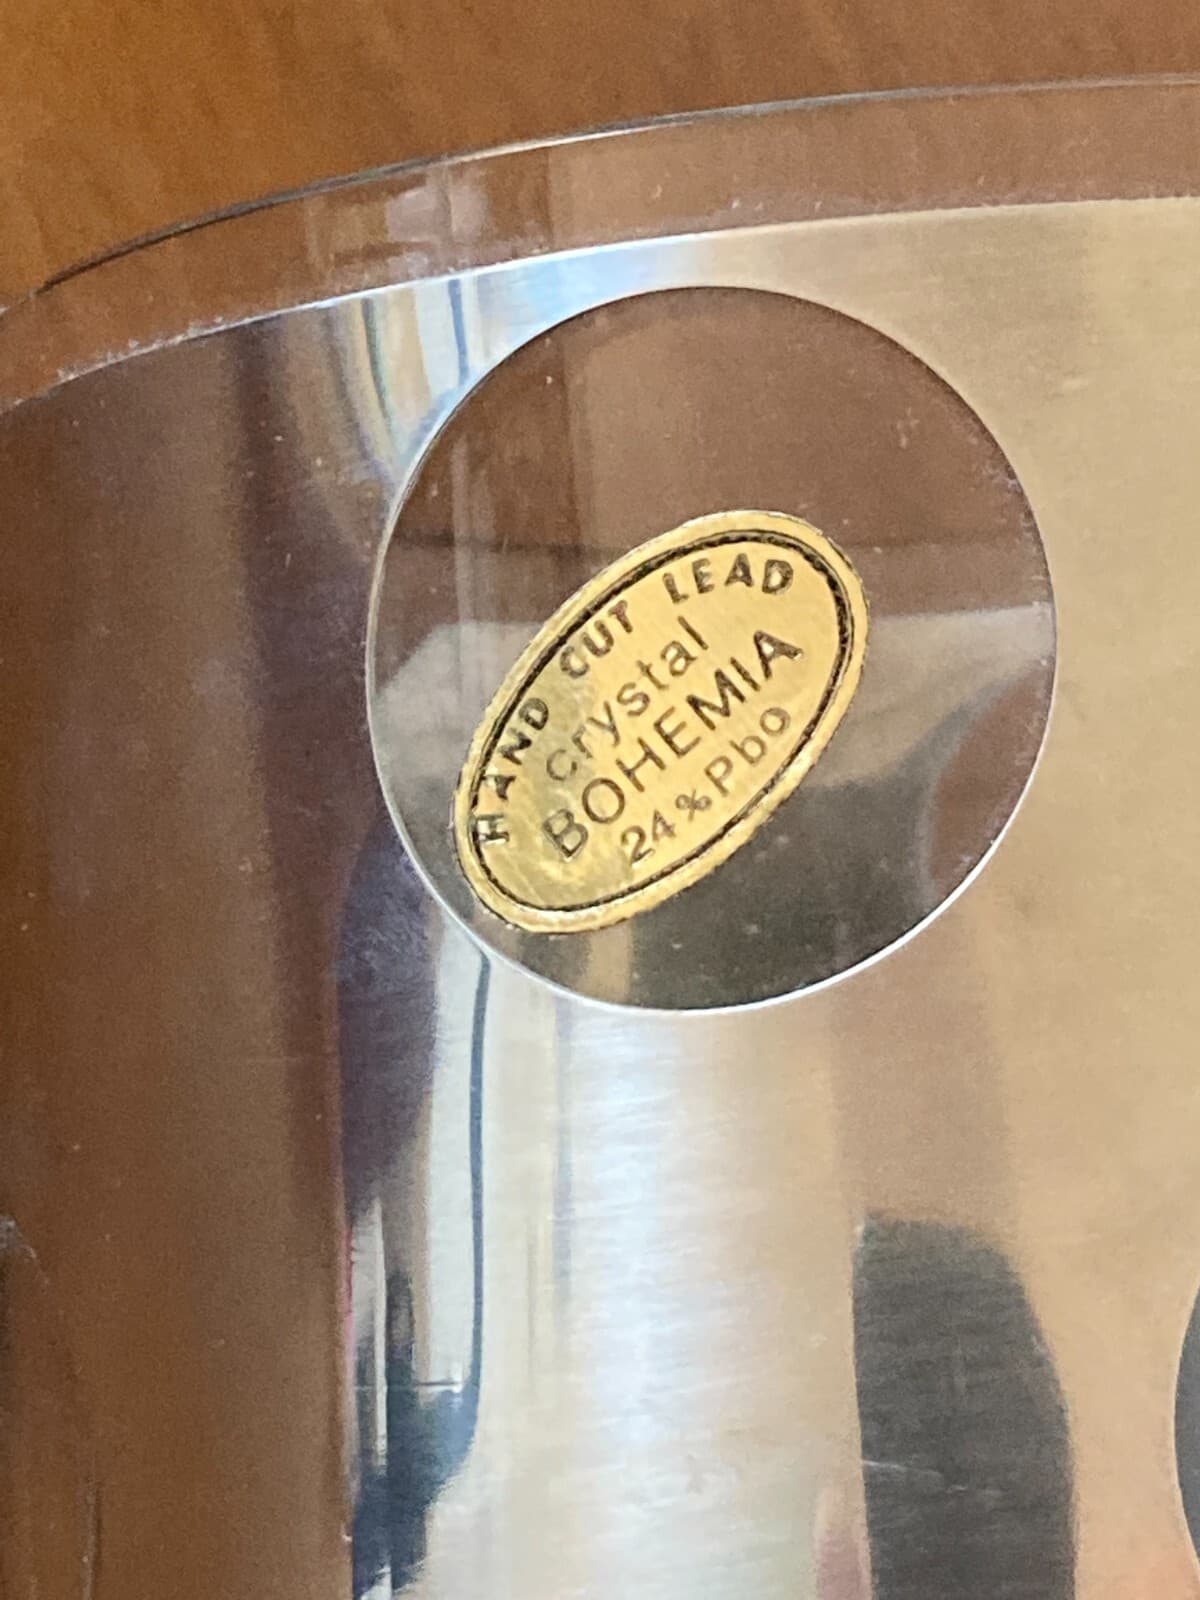 HAND CUT LEAD
crystal
BOHEMIA
24% Pbo